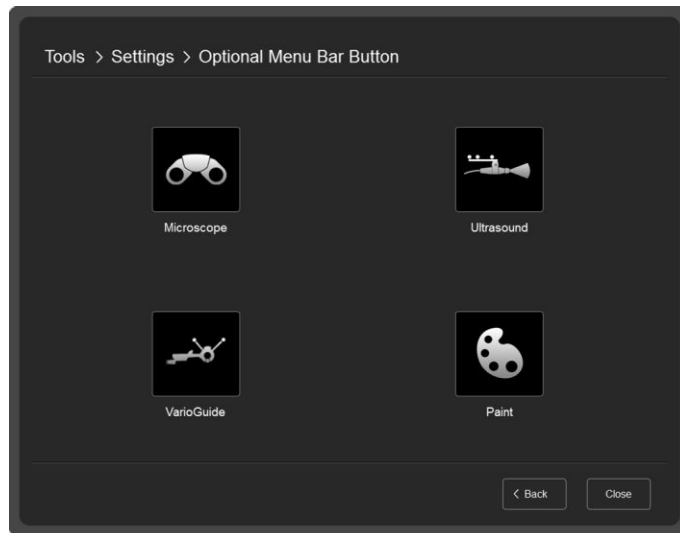 Tools > Settings > Optional Menu Bar Button
Microscope
Ultrasound
VarioGuide
Paint
< Back
Close